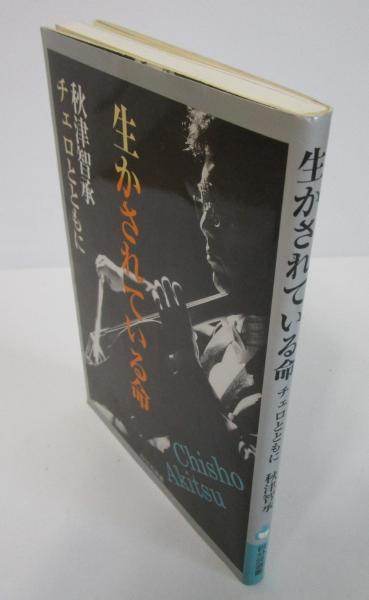 生かされている命
秋津智承
チェロとともに
Chisho
Akitsu
生かされている命 チェロとともに 秋津智承